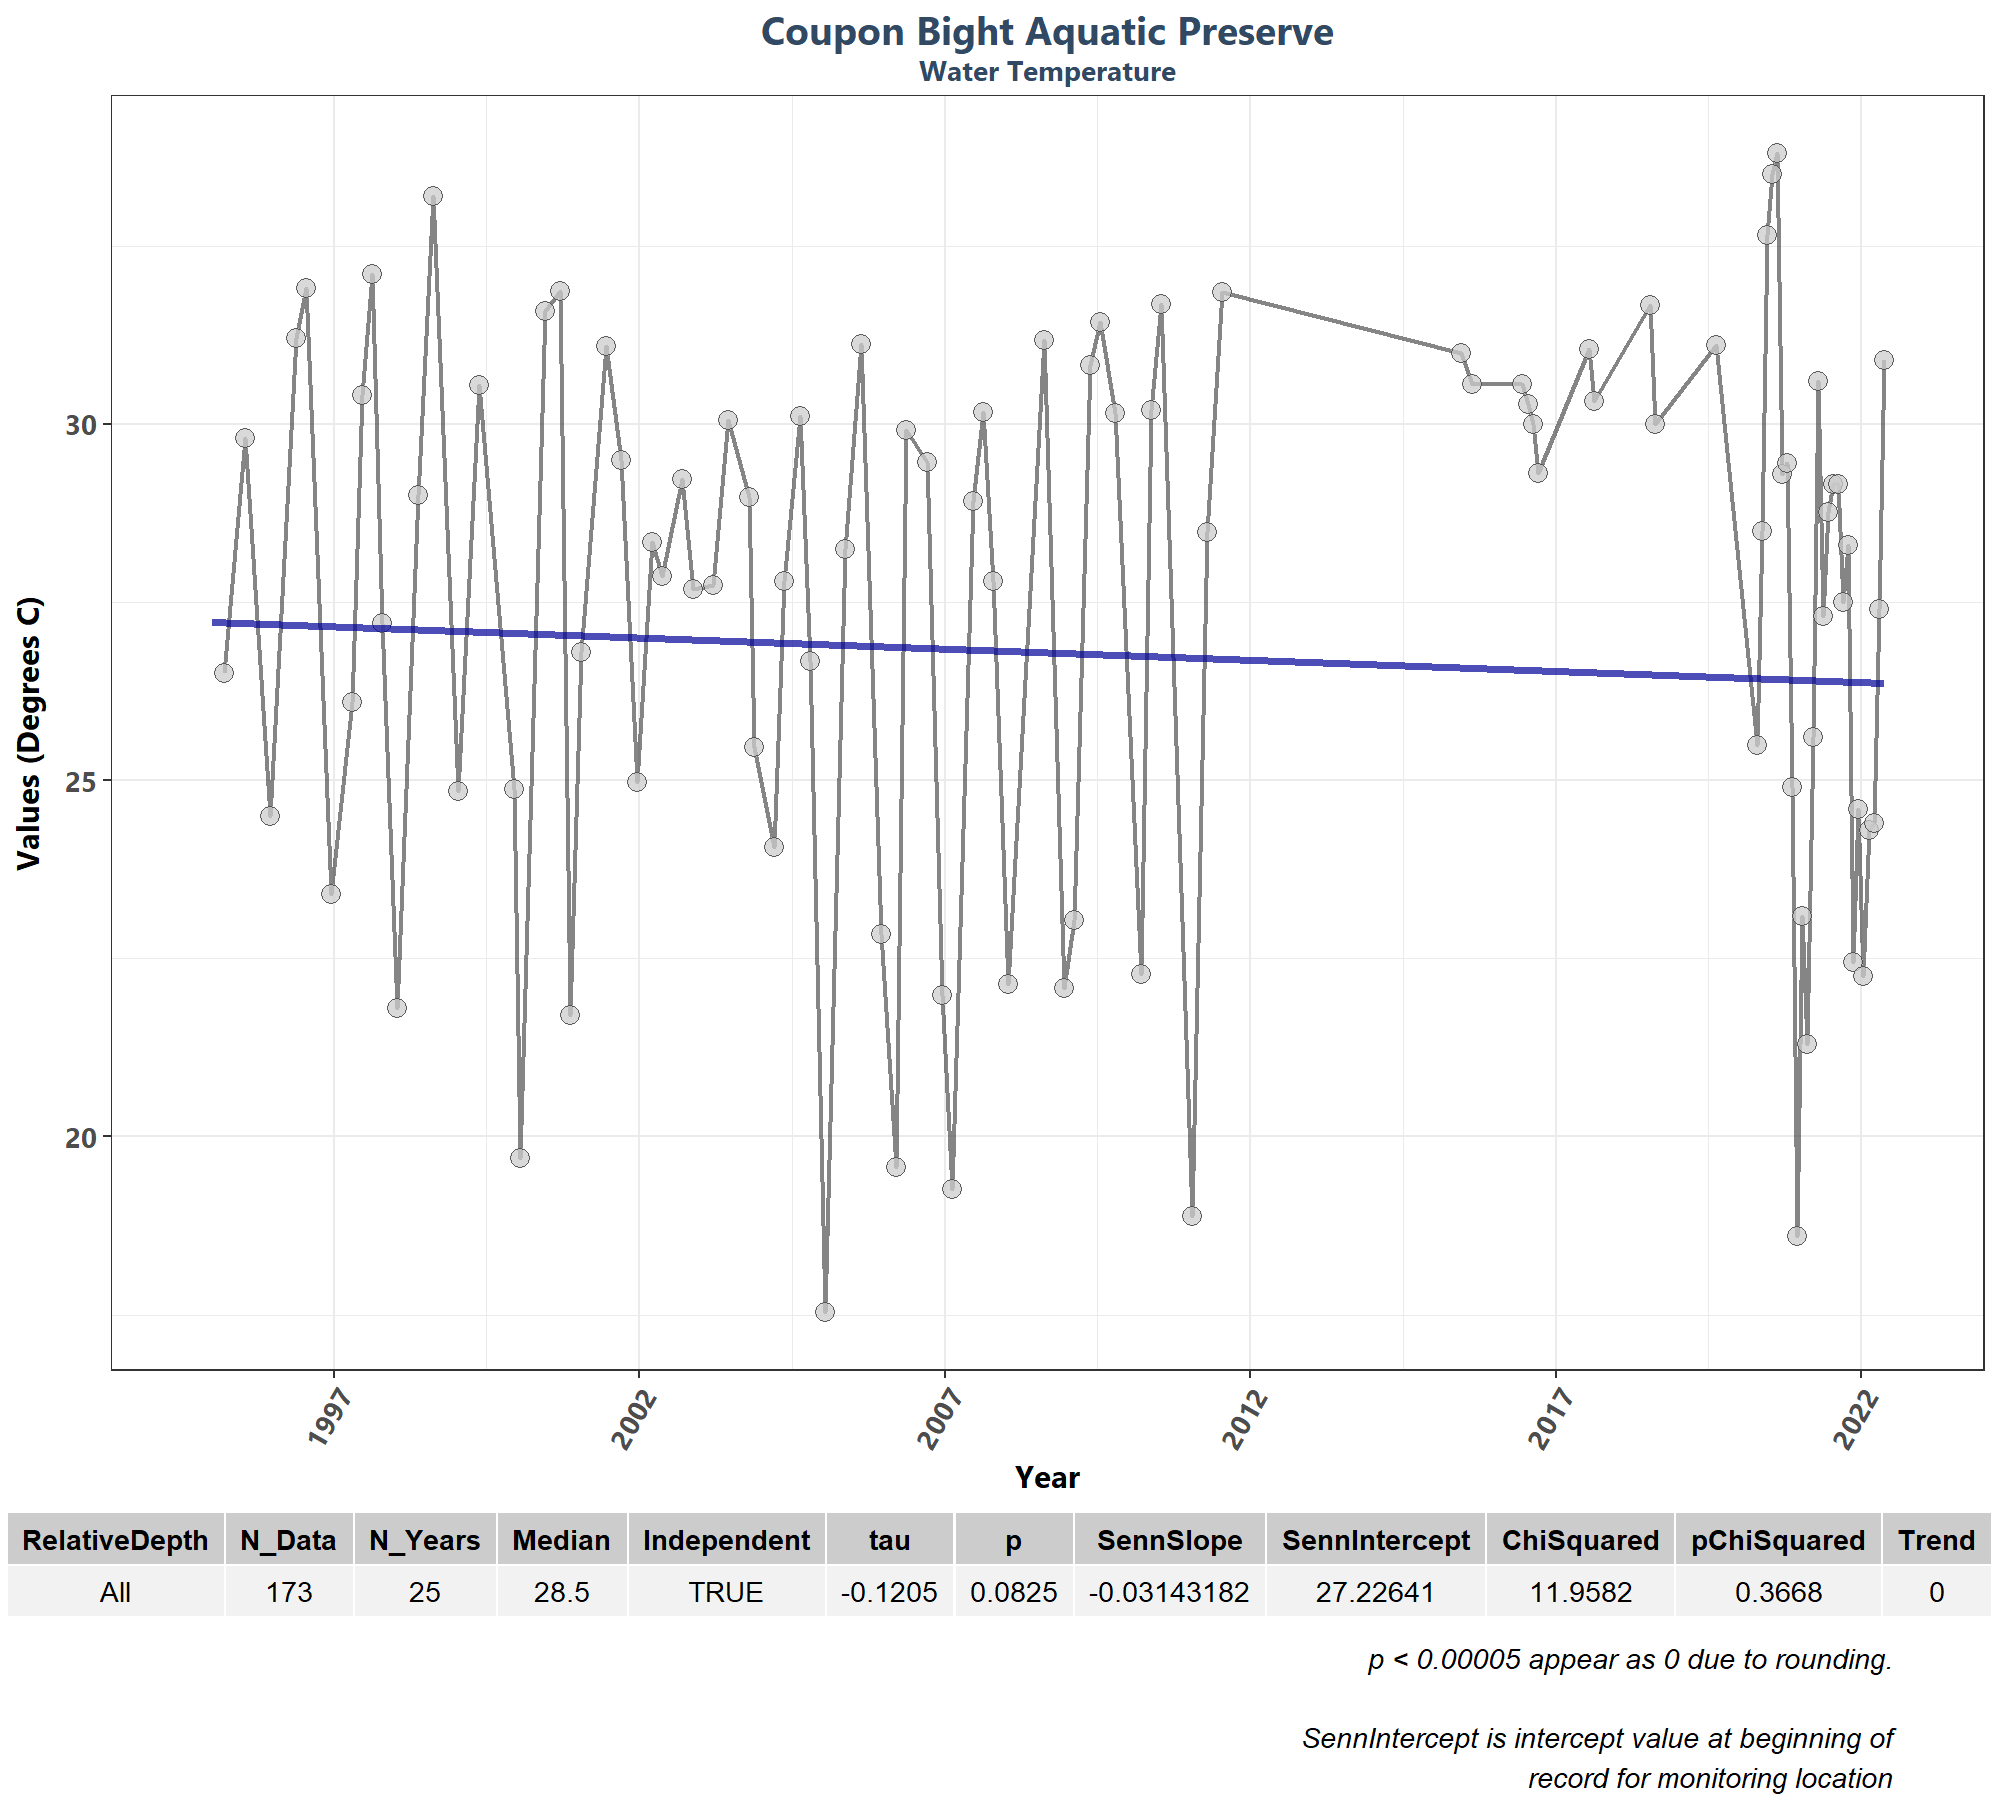 Coupon Bight Aquatic Preserve
Water Temperature
Values (Degrees C)
30
25
20
1997
2002
2007
2012
2017
2022
Year
RelativeDepth N_Data N_Years Median Independent tau p SennSlope SennIntercept ChiSquared pChiSquared Trend
All 173 25 28.5 TRUE -0.1205 0.0825 -0.03143182 27.22641 11.9582 0.3668 0
p < 0.00005 appear as 0 due to rounding.
SennIntercept is intercept value at beginning of
record for monitoring location